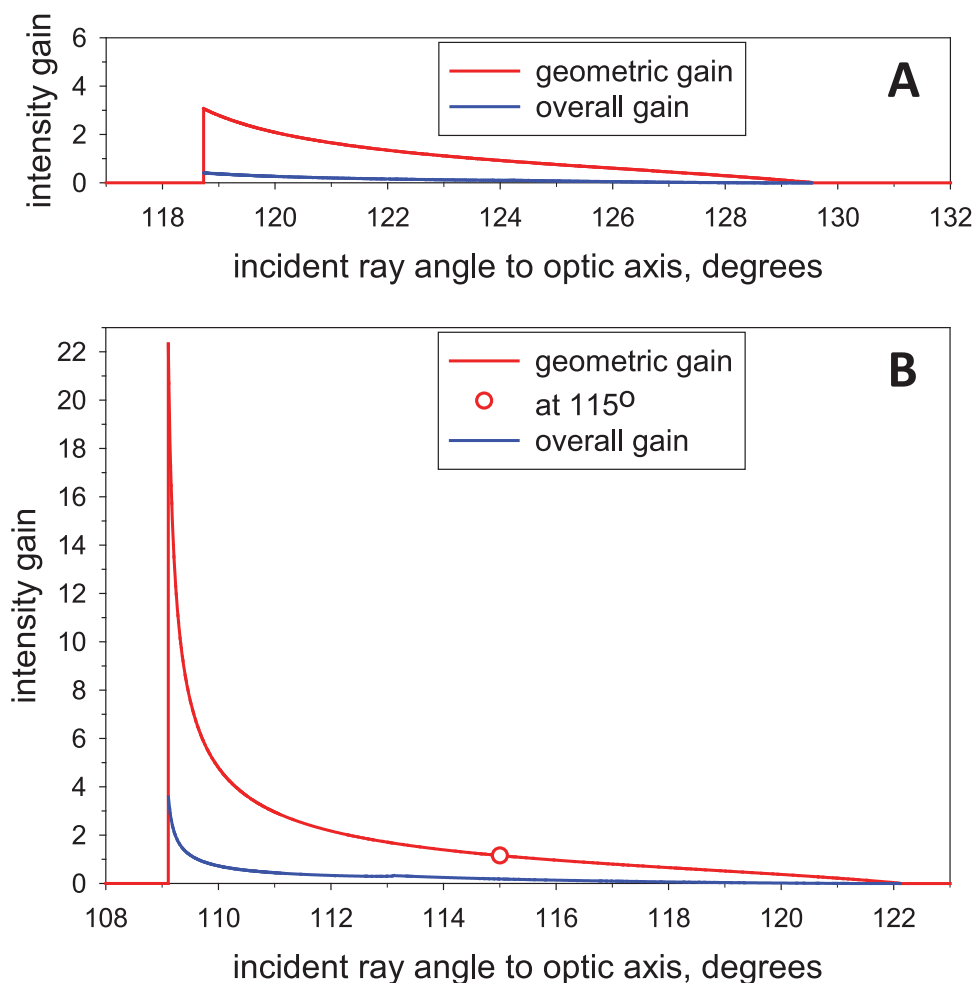 6
4
2
0
intensity gain
geometric gain
overall gain
A
118 120 122 124 126 128 130 132
incident ray angle to optic axis, degrees
22
20
18
16
14
12
10
8
6
4
2
0
intensity gain
geometric gain
at 115º
overall gain
B
108 110 112 114 116 118 120 122
incident ray angle to optic axis, degrees